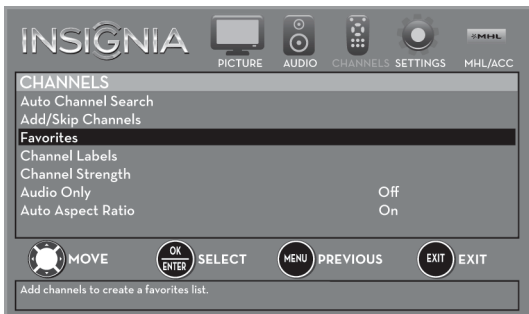 INSIGNIA
PICTURE AUDIO CHANNELS SETTINGS MHL/ACC
MHL
CHANNELS
Auto Channel Search
Add/Skip Channels
Favorites
Channel Labels
Channel Strength
Audio Only Off
Auto Aspect Ratio On
OK ENTER MENU EXIT
MOVE SELECT PREVIOUS EXIT
Add channels to create a favorites list.